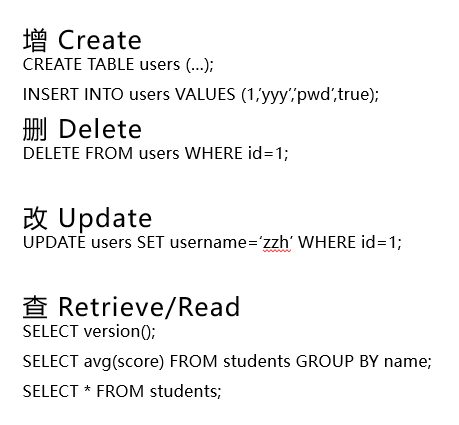 增 Create
CREATE TABLE users (...);
INSERT INTO users VALUES (1,’yyy’,’pwd’,true);
删 Delete
DELETE FROM users WHERE id=1;
改 Update
UPDATE users SET username=‘zzh’ WHERE id=1;
查 Retrieve/Read
SELECT version();
SELECT avg(score) FROM students GROUP BY name;
SELECT * FROM students;